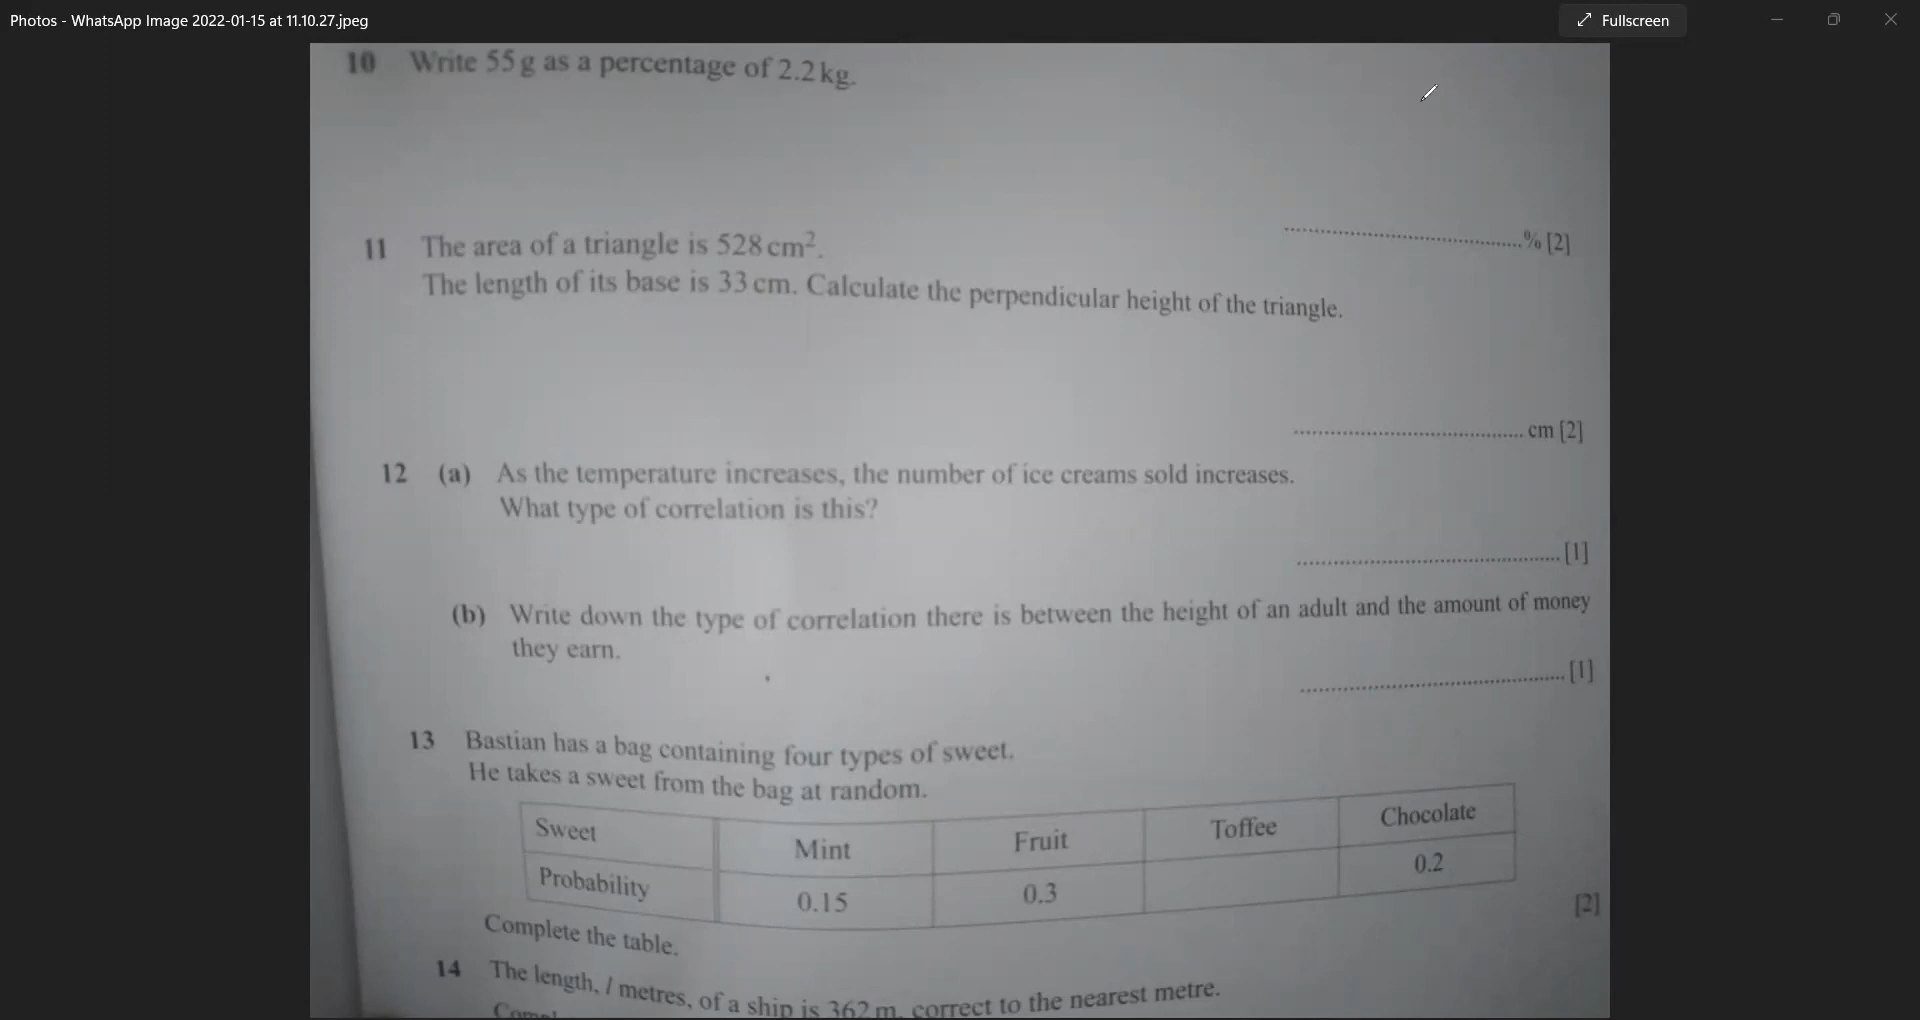 Photos - WhatsApp Image 2022-01-15 at 11.10.27.jpeg
Fullscreen
10 Write 55 g as a percentage of 2.2 kg.
........................................% [2]
11 The area of a triangle is 528 cm².
The length of its base is 33 cm. Calculate the perpendicular height of the triangle.
........................................ cm [2]
12 (a) As the temperature increases, the number of ice creams sold increases.
What type of correlation is this?
........................................ [1]
(b) Write down the type of correlation there is between the height of an adult and the amount of money
they earn.
........................................ [1]
13 Bastian has a bag containing four types of sweet.
He takes a sweet from the bag at random.
Sweet Mint Fruit Toffee Chocolate
Probability 0.15 0.3 0.2
[2]
Complete the table.
14 The length, l metres, of a ship is 362 m, correct to the nearest metre.